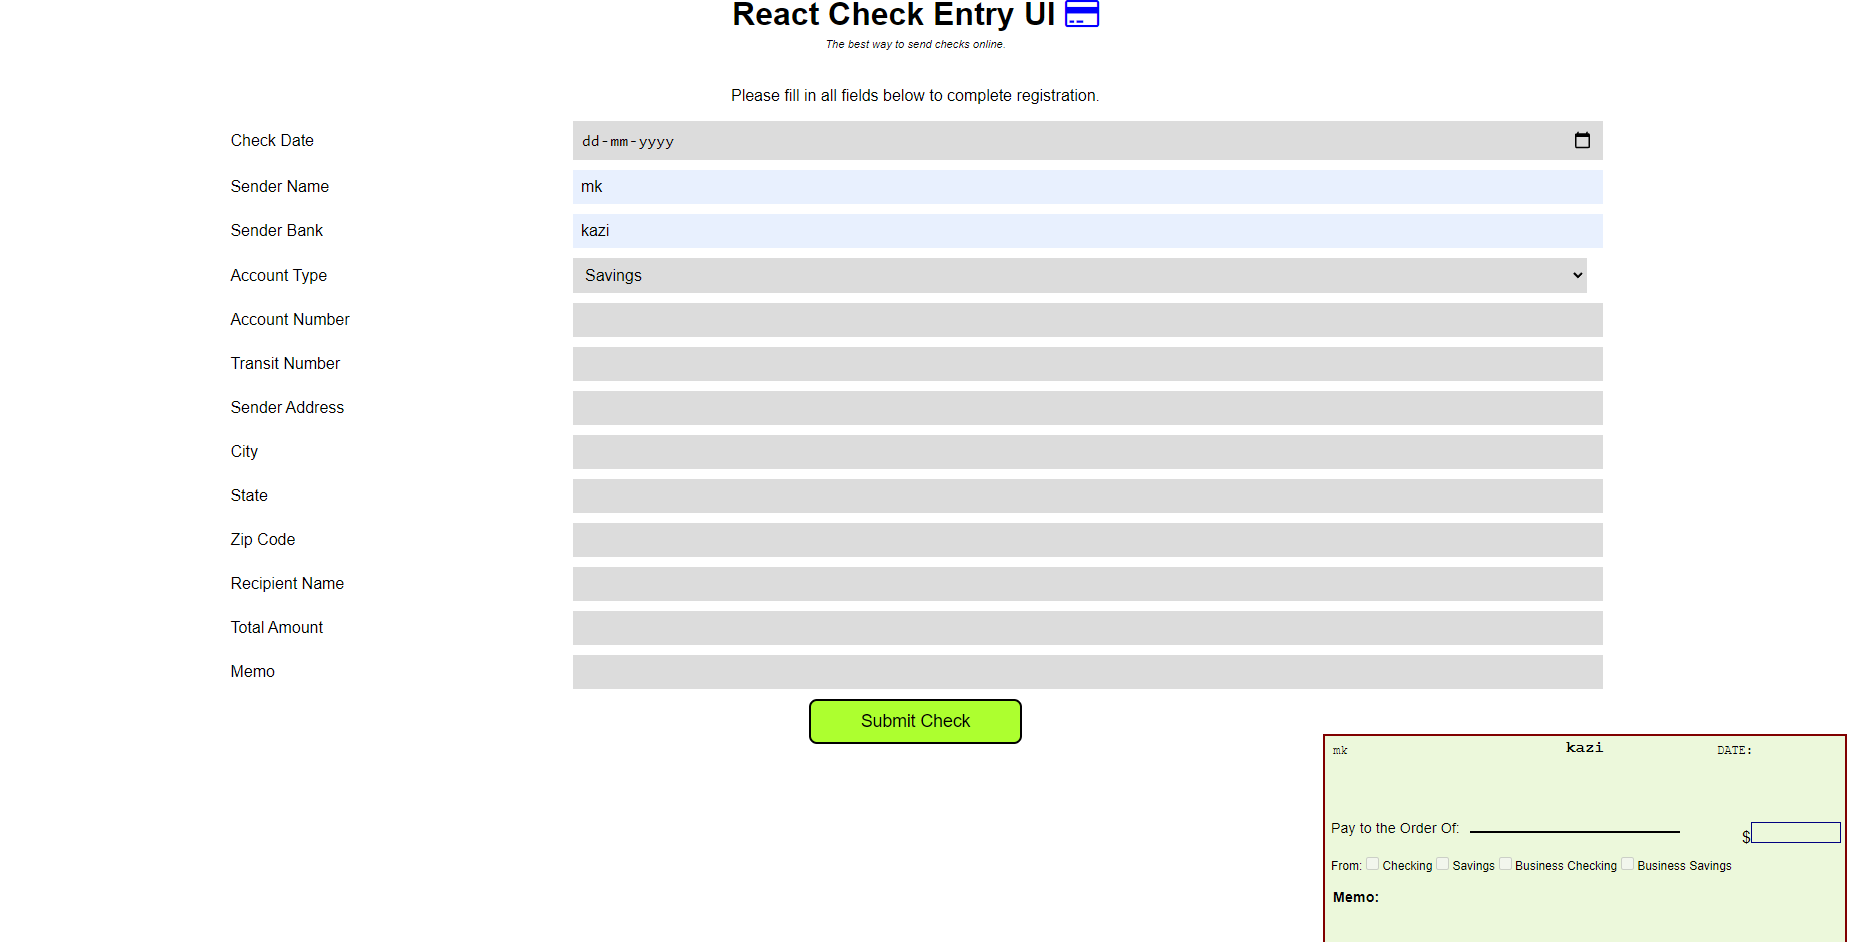 React Check Entry UI
The best way to send checks online.
Please fill in all fields below to complete registration.
Check Date dd-mm-yyyy
Sender Name mk
Sender Bank kazi
Account Type Savings
Account Number
Transit Number
Sender Address
City
State
Zip Code
Recipient Name
Total Amount
Memo
Submit Check
mk kazi DATE:
Pay to the Order Of: $
From: Checking Savings Business Checking Business Savings
Memo: